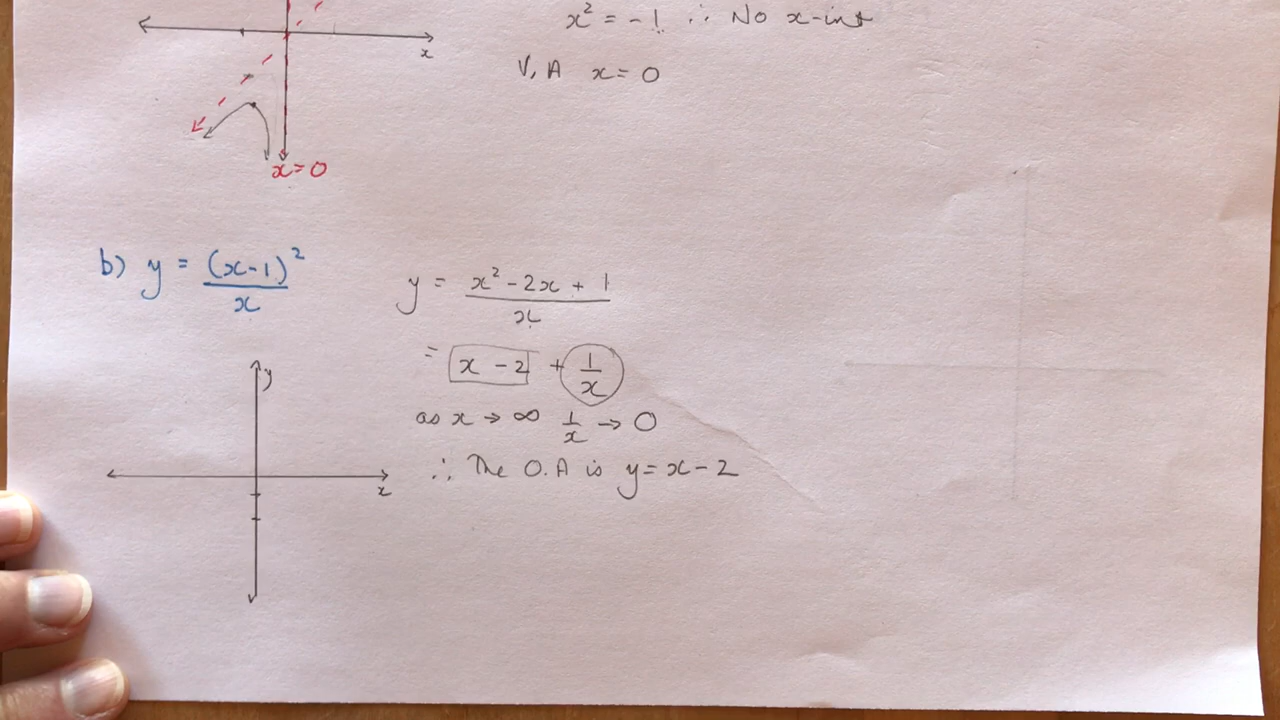 x² = -1 ∴ No x-int
x
V.A x = 0
x = 0
b) y = (x-1)²/x
y = x² - 2x + 1/x
= x - 2 + 1/x
y
as x → ∞ 1/x → 0
∴ The O.A is y = x - 2
x